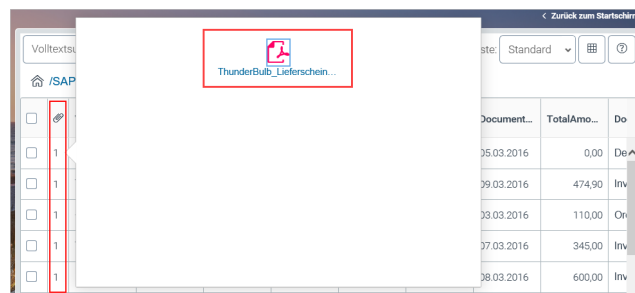 < Zurück zum Startschirm
ste: Standard
ThunderBulb_Lieferschein...
/SAP
Document... TotalAmo... Do
1 05.03.2016 0,00 De
1 09.03.2016 474,90 Inv
1 03.03.2016 110,00 Or
1 07.03.2016 345,00 Inv
1 08.03.2016 600,00 Inv